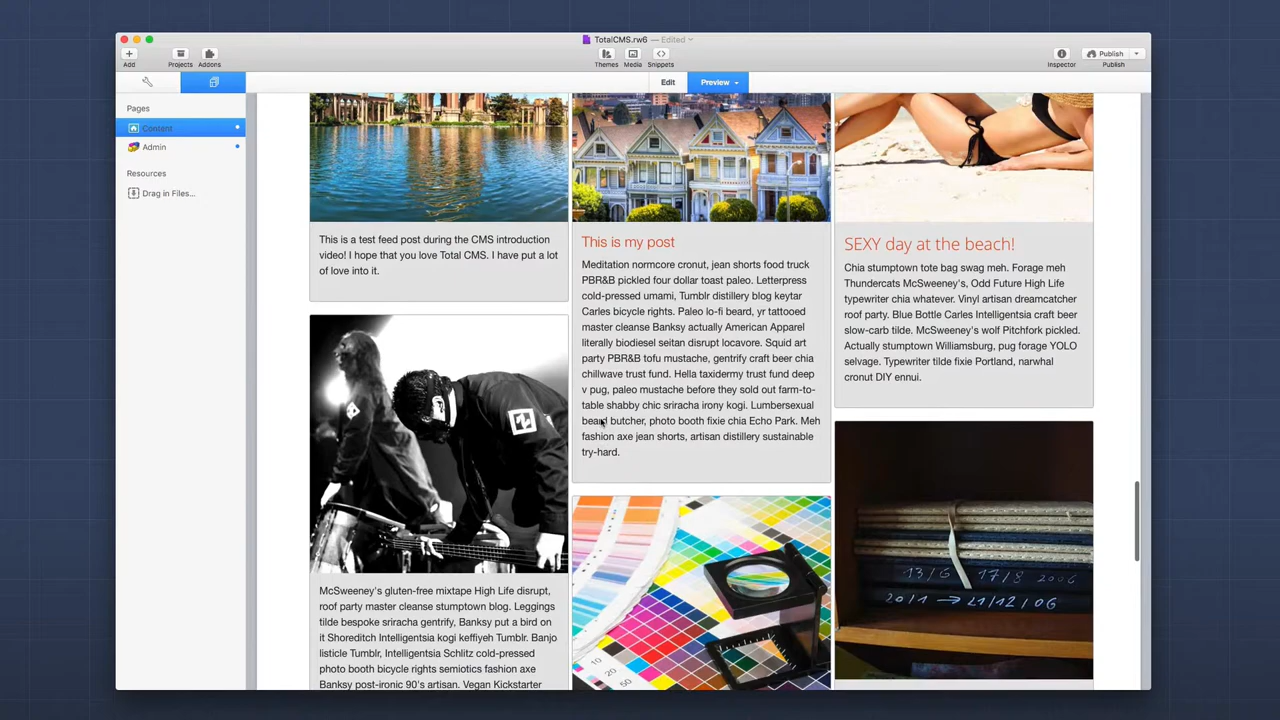 TotalCMS.rw6 — Edited
Add
Projects
Addons
Themes
Media
Snippets
Inspector
Publish
Publish
Edit
Preview
Pages
Content
Admin
Resources
Drag in Files...
This is a test feed post during the CMS introduction
video! I hope that you love Total CMS. I have put a lot
of love into it.
McSweeney's gluten-free mixtape High Life disrupt,
roof party master cleanse stumptown blog. Leggings
tilde bespoke sriracha gentrify, Banksy put a bird on
it Shoreditch Intelligentsia kogi keffiyeh Tumblr. Banjo
listicle Tumblr, Intelligentsia Schlitz cold-pressed
photo booth bicycle rights semiotics fashion axe
Banksy post-ironic 90's artisan. Vegan Kickstarter
This is my post
Meditation normcore cronut, jean shorts food truck
PBR&B pickled four dollar toast paleo. Letterpress
cold-pressed umami, Tumblr distillery blog keytar
Carles bicycle rights. Paleo lo-fi beard, yr tattooed
master cleanse Banksy actually American Apparel
literally biodiesel seitan disrupt locavore. Squid art
party PBR&B tofu mustache, gentrify craft beer chia
chillwave trust fund. Hella taxidermy trust fund deep
v pug, paleo mustache before they sold out farm-to-
table shabby chic sriracha irony kogi. Lumbersexual
beard butcher, photo booth fixie chia Echo Park. Meh
fashion axe jean shorts, artisan distillery sustainable
try-hard.
10
20
50
SEXY day at the beach!
Chia stumptown tote bag swag meh. Forage meh
Thundercats McSweeney's, Odd Future High Life
typewriter chia whatever. Vinyl artisan dreamcatcher
roof party. Blue Bottle Carles Intelligentsia craft beer
slow-carb tilde. McSweeney's wolf Pitchfork pickled.
Actually stumptown Williamsburg, pug forage YOLO
selvage. Typewriter tilde fixie Portland, narwhal
cronut DIY ennui.
13/6 17/8 2006
20/1 → 21/12/06